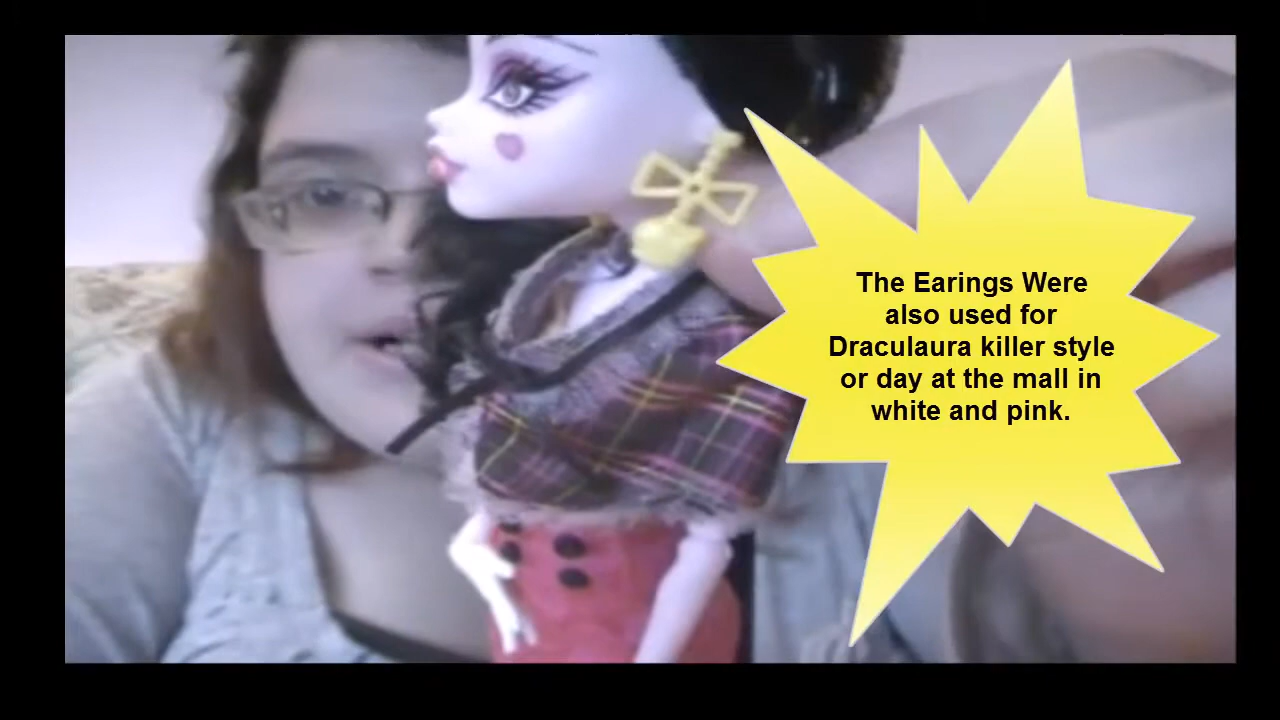 The Earings Were
also used for
Draculaura killer style
or day at the mall in
white and pink.